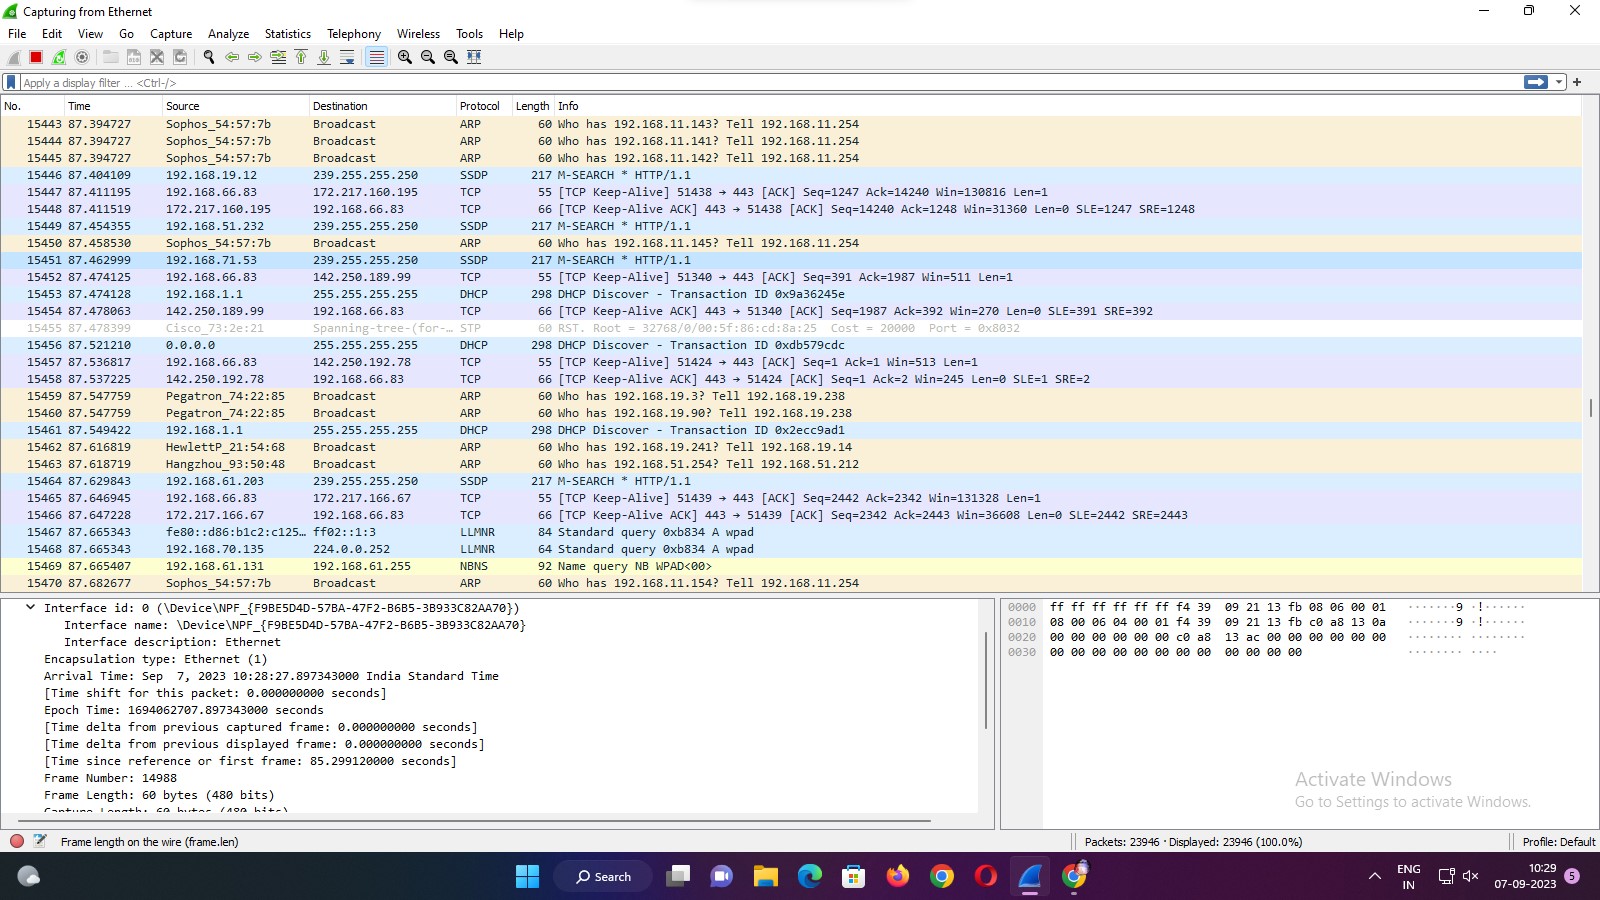 Capturing from Ethernet
File Edit View Go Capture Analyze Statistics Telephony Wireless Tools Help
Apply a display filter ... <Ctrl-/>
No. Time Source Destination Protocol Length Info
15443 87.394727 Sophos_54:57:7b Broadcast ARP 60 Who has 192.168.11.143? Tell 192.168.11.254
15444 87.394727 Sophos_54:57:7b Broadcast ARP 60 Who has 192.168.11.141? Tell 192.168.11.254
15445 87.394727 Sophos_54:57:7b Broadcast ARP 60 Who has 192.168.11.142? Tell 192.168.11.254
15446 87.404109 192.168.19.12 239.255.255.250 SSDP 217 M-SEARCH * HTTP/1.1
15447 87.411195 192.168.66.83 172.217.160.195 TCP 55 [TCP Keep-Alive] 51438 → 443 [ACK] Seq=1247 Ack=14240 Win=130816 Len=1
15448 87.411519 172.217.160.195 192.168.66.83 TCP 66 [TCP Keep-Alive ACK] 443 → 51438 [ACK] Seq=14240 Ack=1248 Win=31360 Len=0 SLE=1247 SRE=1248
15449 87.454355 192.168.51.232 239.255.255.250 SSDP 217 M-SEARCH * HTTP/1.1
15450 87.458530 Sophos_54:57:7b Broadcast ARP 60 Who has 192.168.11.145? Tell 192.168.11.254
15451 87.462999 192.168.71.53 239.255.255.250 SSDP 217 M-SEARCH * HTTP/1.1
15452 87.474125 192.168.66.83 142.250.189.99 TCP 55 [TCP Keep-Alive] 51340 → 443 [ACK] Seq=391 Ack=1987 Win=511 Len=1
15453 87.474128 192.168.1.1 255.255.255.255 DHCP 298 DHCP Discover - Transaction ID 0x9a36245e
15454 87.478063 142.250.189.99 192.168.66.83 TCP 66 [TCP Keep-Alive ACK] 443 → 51340 [ACK] Seq=1987 Ack=392 Win=270 Len=0 SLE=391 SRE=392
15455 87.478399 Cisco_73:2e:21 Spanning-tree-(for-… STP 60 RST. Root = 32768/0/00:5f:86:cd:8a:25 Cost = 20000 Port = 0x8032
15456 87.521210 0.0.0.0 255.255.255.255 DHCP 298 DHCP Discover - Transaction ID 0xdb579cdc
15457 87.536817 192.168.66.83 142.250.192.78 TCP 55 [TCP Keep-Alive] 51424 → 443 [ACK] Seq=1 Ack=1 Win=513 Len=1
15458 87.537225 142.250.192.78 192.168.66.83 TCP 66 [TCP Keep-Alive ACK] 443 → 51424 [ACK] Seq=1 Ack=2 Win=245 Len=0 SLE=1 SRE=2
15459 87.547759 Pegatron_74:22:85 Broadcast ARP 60 Who has 192.168.19.3? Tell 192.168.19.238
15460 87.547759 Pegatron_74:22:85 Broadcast ARP 60 Who has 192.168.19.90? Tell 192.168.19.238
15461 87.549422 192.168.1.1 255.255.255.255 DHCP 298 DHCP Discover - Transaction ID 0x2ecc9ad1
15462 87.616819 HewlettP_21:54:68 Broadcast ARP 60 Who has 192.168.19.241? Tell 192.168.19.14
15463 87.618719 Hangzhou_93:50:48 Broadcast ARP 60 Who has 192.168.51.254? Tell 192.168.51.212
15464 87.629843 192.168.61.203 239.255.255.250 SSDP 217 M-SEARCH * HTTP/1.1
15465 87.646945 192.168.66.83 172.217.166.67 TCP 55 [TCP Keep-Alive] 51439 → 443 [ACK] Seq=2442 Ack=2342 Win=131328 Len=1
15466 87.647228 172.217.166.67 192.168.66.83 TCP 66 [TCP Keep-Alive ACK] 443 → 51439 [ACK] Seq=2342 Ack=2443 Win=36608 Len=0 SLE=2442 SRE=2443
15467 87.665343 fe80::d86:b1c2:c125… ff02::1:3 LLMNR 84 Standard query 0xb834 A wpad
15468 87.665343 192.168.70.135 224.0.0.252 LLMNR 64 Standard query 0xb834 A wpad
15469 87.665407 192.168.61.131 192.168.61.255 NBNS 92 Name query NB WPAD<00>
15470 87.682677 Sophos_54:57:7b Broadcast ARP 60 Who has 192.168.11.154? Tell 192.168.11.254
Interface id: 0 (\Device\NPF_{F9BE5D4D-57BA-47F2-B6B5-3B933C82AA70})
Interface name: \Device\NPF_{F9BE5D4D-57BA-47F2-B6B5-3B933C82AA70}
Interface description: Ethernet
Encapsulation type: Ethernet (1)
Arrival Time: Sep 7, 2023 10:28:27.897343000 India Standard Time
[Time shift for this packet: 0.000000000 seconds]
Epoch Time: 1694062707.897343000 seconds
[Time delta from previous captured frame: 0.000000000 seconds]
[Time delta from previous displayed frame: 0.000000000 seconds]
[Time since reference or first frame: 85.299120000 seconds]
Frame Number: 14988
Frame Length: 60 bytes (480 bits)
Capture Length: 60 bytes (480 bits)
0000 ff ff ff ff ff ff f4 39 09 21 13 fb 08 06 00 01 ·······9 ·!······
0010 08 00 06 04 00 01 f4 39 09 21 13 fb c0 a8 13 0a ·······9 ·!······
0020 00 00 00 00 00 00 c0 a8 13 ac 00 00 00 00 00 00 ········ ········
0030 00 00 00 00 00 00 00 00 00 00 00 00 ········ ····
Activate Windows
Go to Settings to activate Windows.
Frame length on the wire (frame.len) Packets: 23946 · Displayed: 23946 (100.0%) Profile: Default
Search
ENG
IN
10:29
07-09-2023
5